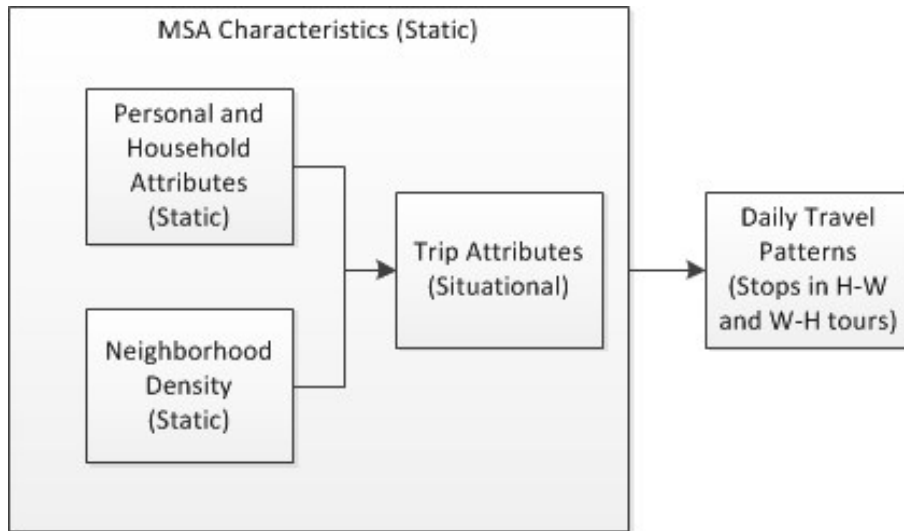 MSA Characteristics (Static)
Personal and
Household
Attributes
(Static)
Neighborhood
Density
(Static)
Trip Attributes
(Situational)
Daily Travel
Patterns
(Stops in H-W
and W-H tours)